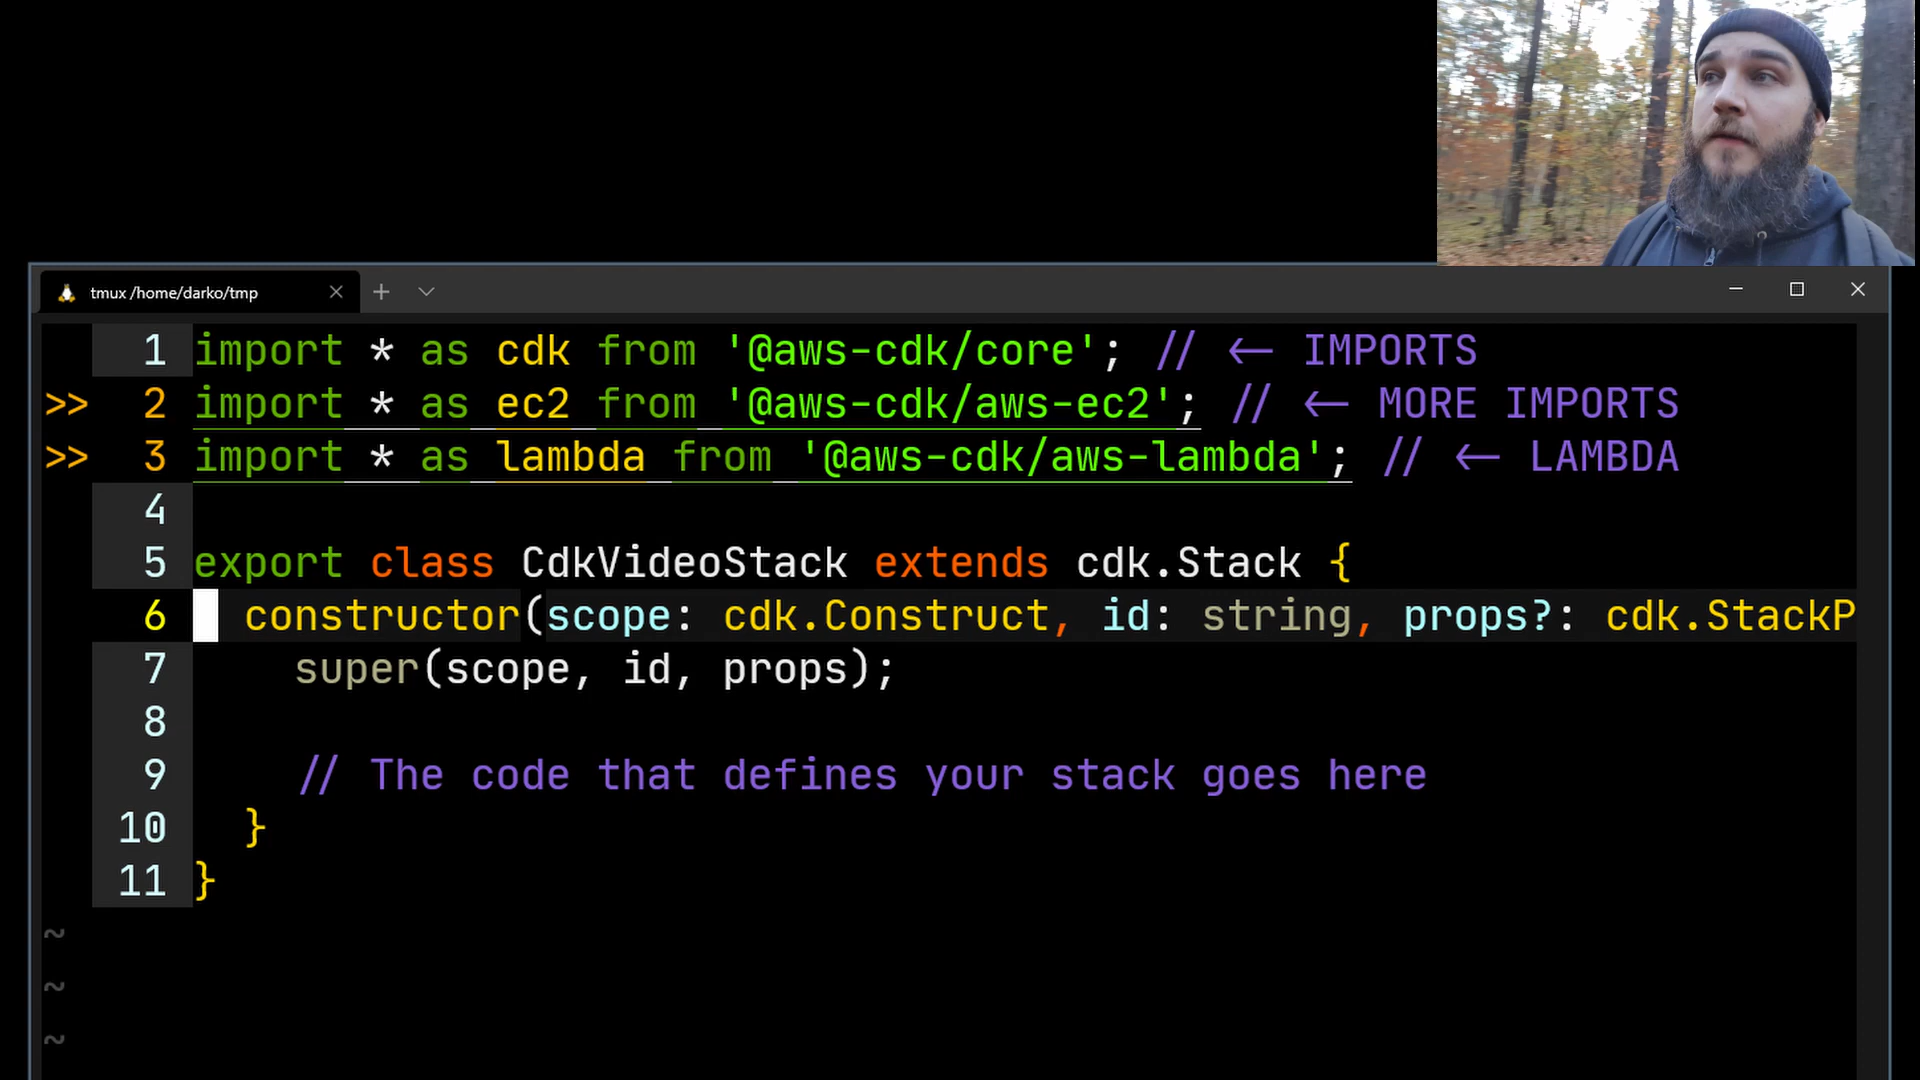 tmux /home/darko/tmp
1 import * as cdk from '@aws-cdk/core'; // <- IMPORTS
>> 2 import * as ec2 from '@aws-cdk/aws-ec2'; // <- MORE IMPORTS
>> 3 import * as lambda from '@aws-cdk/aws-lambda'; // <- LAMBDA
4
5 export class CdkVideoStack extends cdk.Stack {
6 constructor(scope: cdk.Construct, id: string, props?: cdk.StackP
7 super(scope, id, props);
8
9 // The code that defines your stack goes here
10 }
11 }
~
~
~